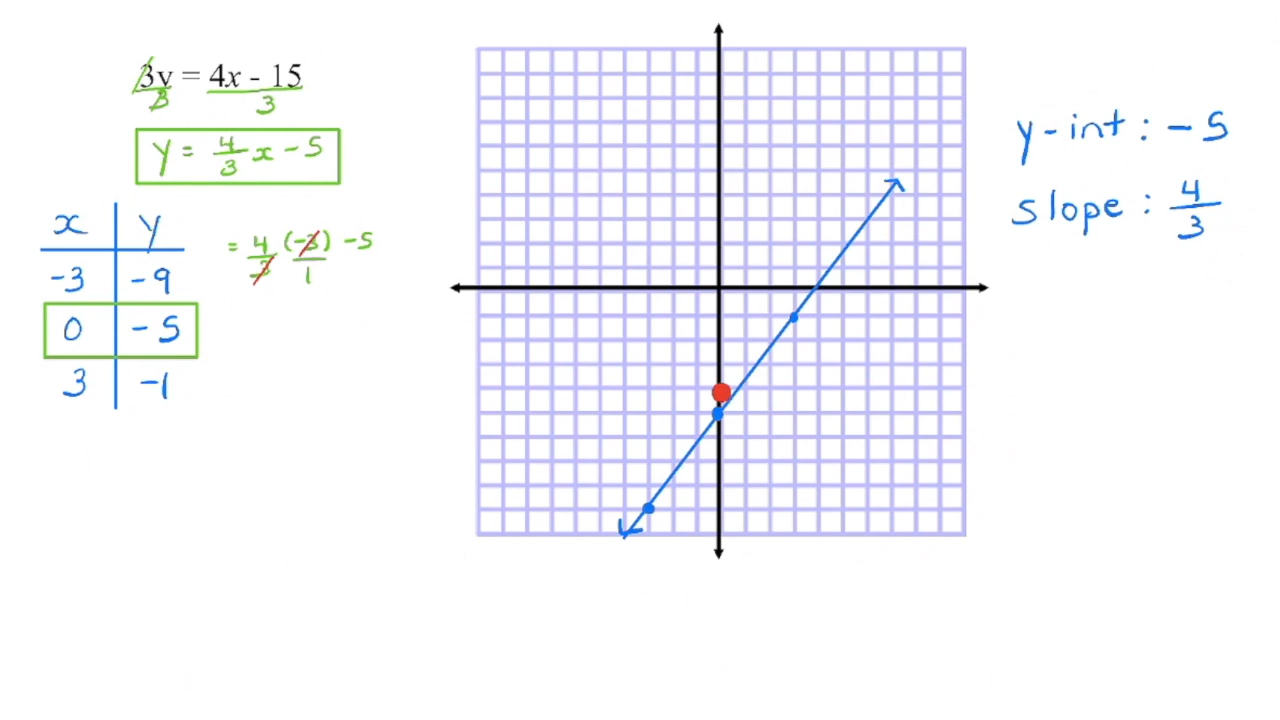 3y = 4x - 15
3 3
y = 4/3 x - 5
x y
-3 -9
0 -5
3 -1
= 4/3 (-3)/1 - 5
y-int : -5
slope : 4/3